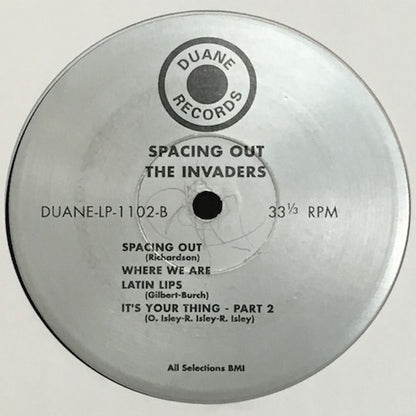 DUANE
RECORDS
SPACING OUT
THE INVADERS
DUANE-LP-1102-B 33⅓ RPM
SPACING OUT
(Richardson)
WHERE WE ARE
LATIN LIPS
(Gilbert-Burch)
IT'S YOUR THING - PART 2
(O. Isley-R. Isley-R. Isley)
All Selections BMI